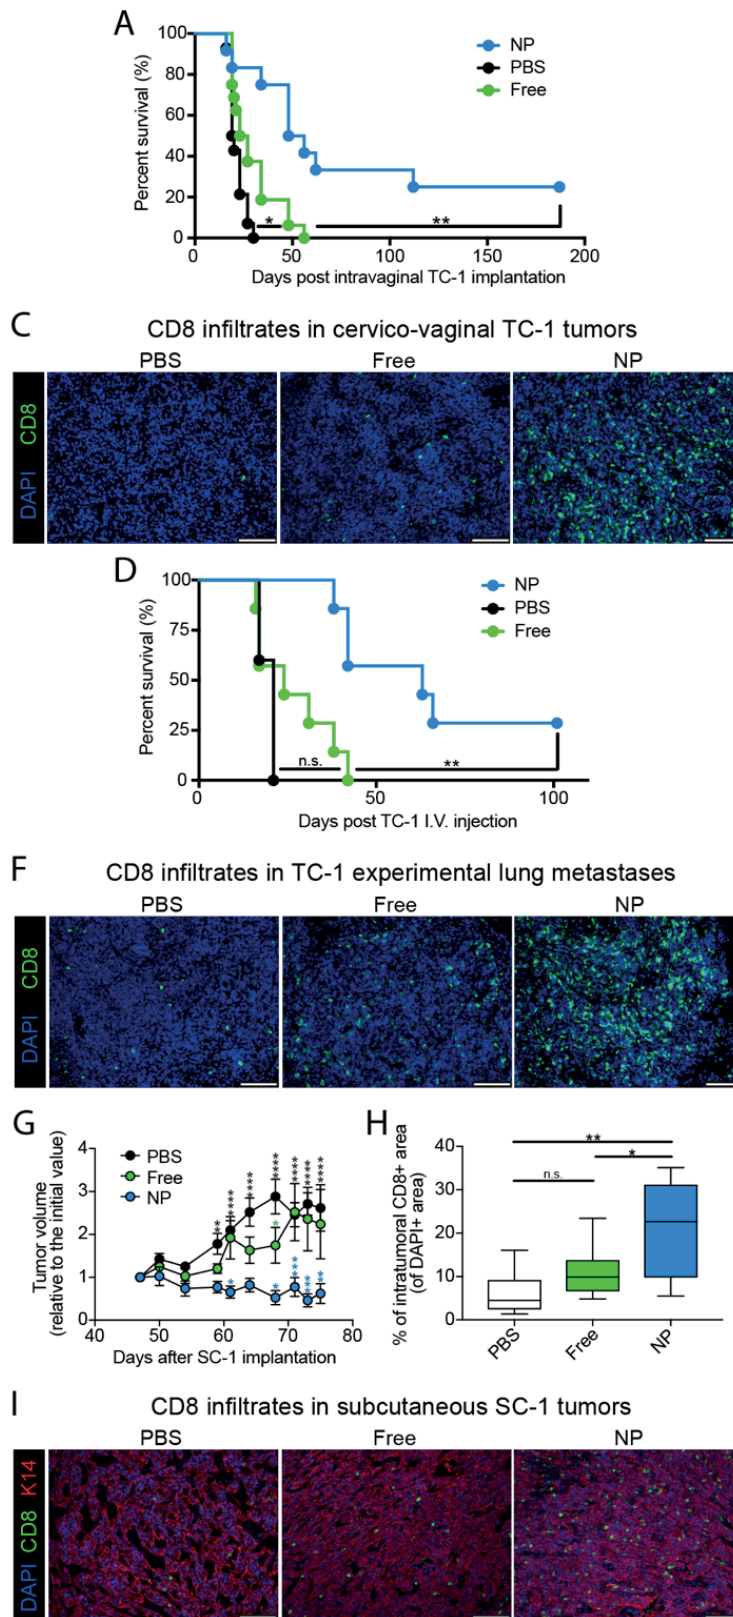 A
NP
PBS
Free
Percent survival (%)
100
80
60
40
20
0
*
**
0
50
100
150
200
Days post intravaginal TC-1 implantation
C
CD8 infiltrates in cervico-vaginal TC-1 tumors
PBS
Free
NP
DAPI CD8
D
NP
PBS
Free
Percent survival (%)
100
75
50
25
0
n.s.
**
0
50
100
Days post TC-1 I.V. injection
F
CD8 infiltrates in TC-1 experimental lung metastases
PBS
Free
NP
DAPI CD8
G
PBS
Free
NP
Tumor volume
(relative to the initial value)
4
3
2
1
0
40
50
60
70
80
Days after SC-1 implantation
H
% of intratumoral CD8+ area
(of DAPI+ area)
40
30
20
10
0
**
*
n.s.
PBS
Free
NP
I
CD8 infiltrates in subcutaneous SC-1 tumors
PBS
Free
NP
DAPI CD8 K14